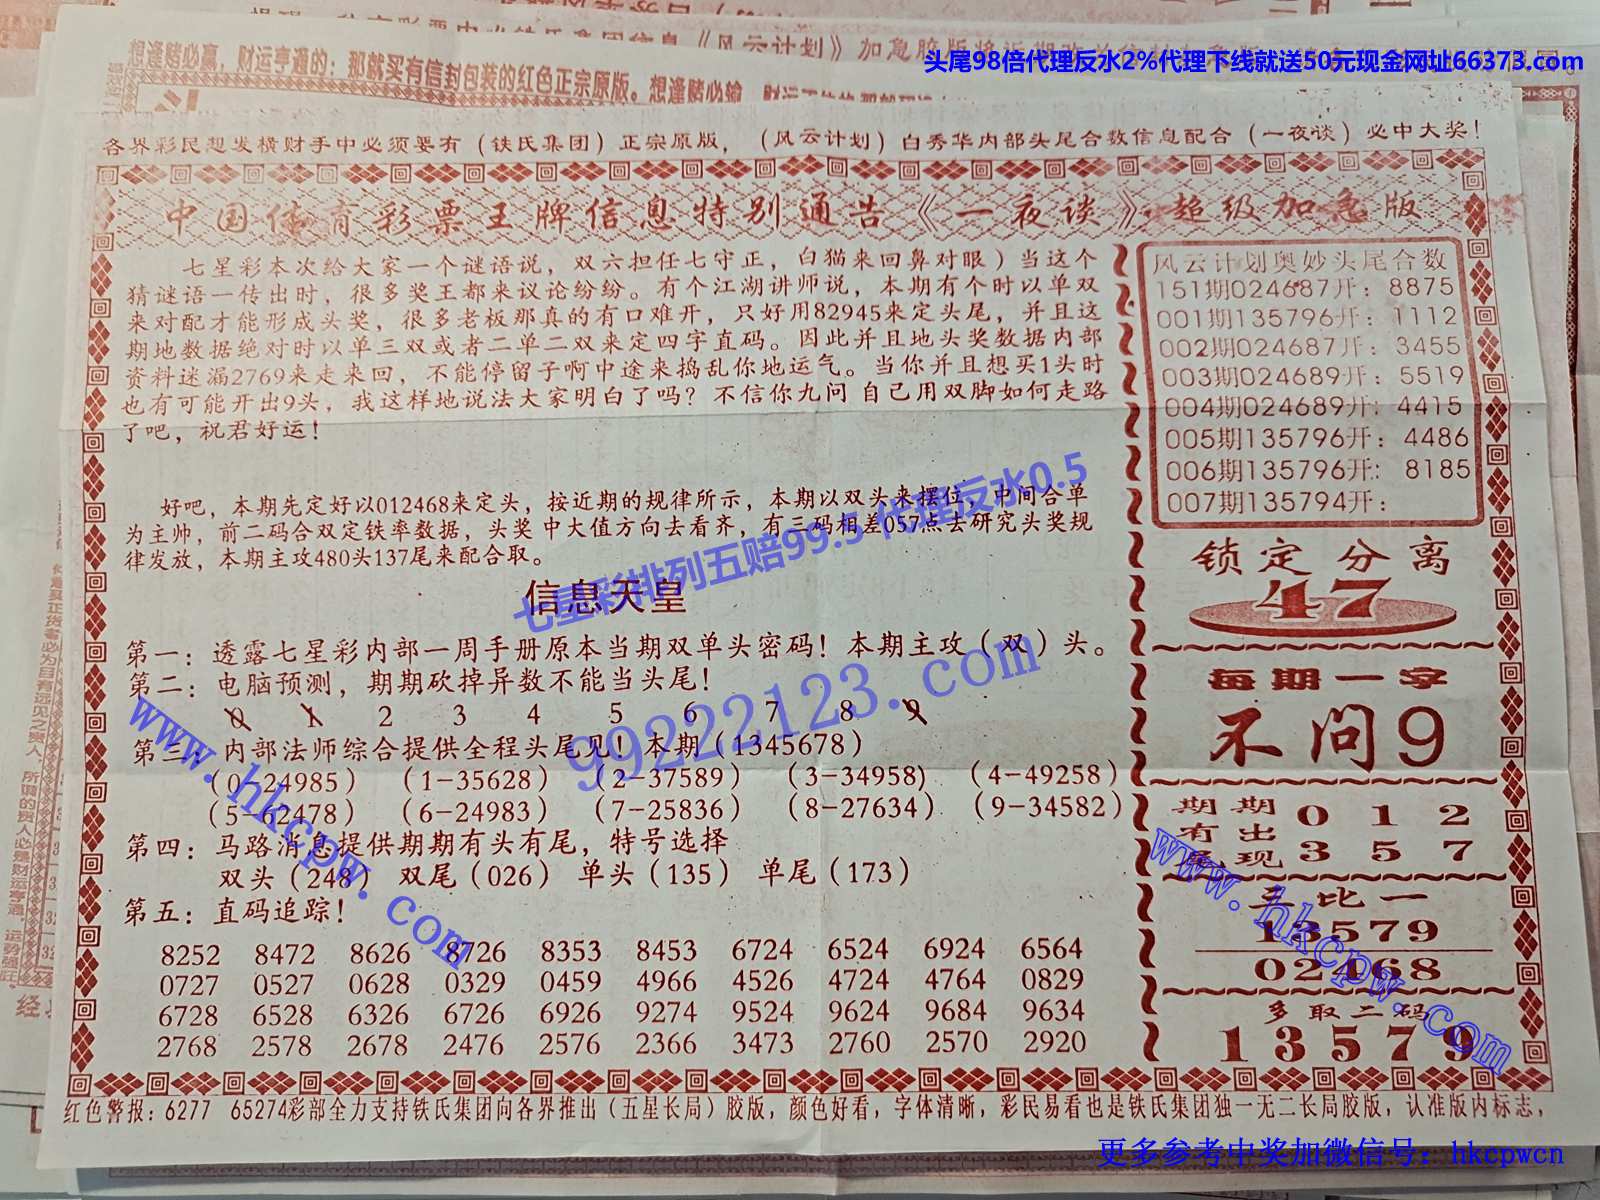 头尾98倍代理反水2%代理下线就送50元现金网址66373.com
想逢赌必赢，财运亨通的：那就买有信封包装的红色正宗原版。想逢赌必输
各界彩民想发横财手中必须要有（铁氏集团）正宗原版，（风云计划）白秀华内部头尾合数信息配合（一夜谈）必中大奖！
中国体育彩票王牌信息特别通告《一夜谈》超级加急版
七星彩本次给大家一个谜语说，双六担任七守正，白猫来回鼻对眼）当这个
猜谜语一传出时，很多奖王都来议论纷纷。有个江湖讲师说，本期有个时以单双
来对配才能形成头奖，很多老板那真的有口难开，只好用82945来定头尾，并且这
期地数据绝对时以单三双或者二单二双来定四字直码。因此并且地头奖数据内部
资料迷漏2769来走来回，不能停留子啊中途来捣乱你地运气。当你并且想买1头时
也有可能开出9头，我这样地说法大家明白了吗？不信你九问 自己用双脚如何走路
了吧，祝君好运！
好吧，本期先定好以012468来定头，按近期的规律所示，本期以双头来摆位，中间合单
为主帅，前二码合双定铁率数据，头奖中大值方向去看齐，有二码相差057点去研究头奖规
律发放，本期主攻480头137尾来配合取。
七星彩排列五赔99.5 代理反水0.5
信息天皇
第一：透露七星彩内部一周手册原本当期双单头密码！本期主攻（双）头。
第二：电脑预测，期期砍掉异数不能当头尾！
0 1 2 3 4 5 6 7 8 9
第三：内部法师综合提供全程头尾见！本期（1345678）
（0-24985）（1-35628）（2-37589）（3-34958）（4-49258）
（5-62478）（6-24983）（7-25836）（8-27634）（9-34582）
第四：马路消息提供期期有头有尾，特号选择
双头（248） 双尾（026） 单头（135） 单尾（173）
第五：直码追踪！
8252 8472 8626 8726 8353 8453 6724 6524 6924 6564
0727 0527 0628 0329 0459 4966 4526 4724 4764 0829
6728 6528 6326 6726 6926 9274 9524 9624 9684 9634
2768 2578 2678 2476 2576 2366 3473 2760 2570 2920
风云计划奥妙头尾合数
151期024687开：8875
001期135796开：1112
002期024687开：3455
003期024689开：5519
004期024689开：4415
005期135796开：4486
006期135796开：8185
007期135794开：
锁定分离
47
每期一字
不问9
期期 0 1 2
有出
现 3 5 7
三比一
13579
02468
多取二码
13579
99222123.com
www.hkcpw.com
www.hkcpw.com
红色警报：6277 65274彩部全力支持铁氏集团向各界推出（五星长局）胶版，颜色好看，字体清晰，彩民易看也是铁氏集团独一无二长局胶版，认准版内标志，
更多参考中奖加微信号：hkcpwcn